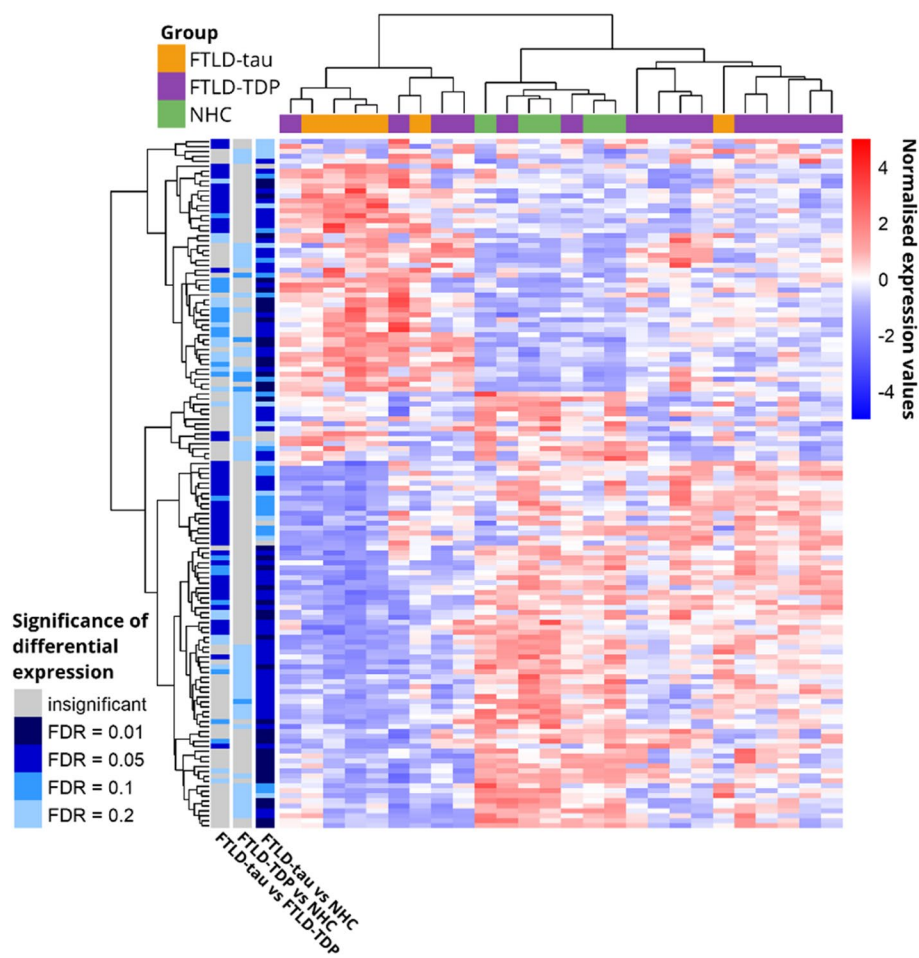 Group
FTLD-tau
FTLD-TDP
NHC
4
2
0
-2
-4
Normalised expression values
Significance of
differential
expression
insignificant
FDR = 0.01
FDR = 0.05
FDR = 0.1
FDR = 0.2
FTLD-tau vs NHC
FTLD-TDP vs NHC
FTLD-tau vs FTLD-TDP